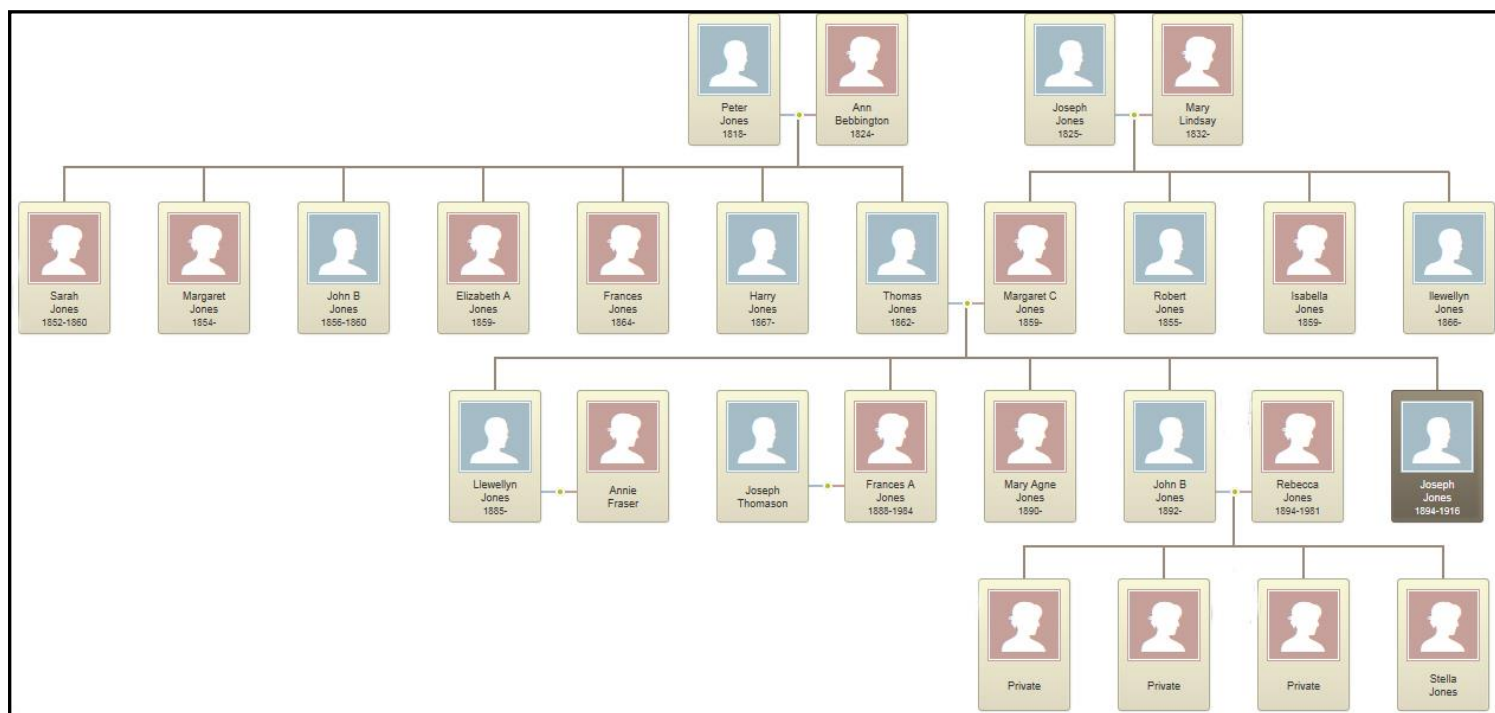 Peter
Jones
1818-
Ann
Bebbington
1824-
Joseph
Jones
1825-
Mary
Lindsay
1832-
Sarah
Jones
1852-1860
Margaret
Jones
1854-
John B
Jones
1856-1860
Elizabeth A
Jones
1859-
Frances
Jones
1864-
Harry
Jones
1867-
Thomas
Jones
1862-
Margaret C
Jones
1859-
Robert
Jones
1855-
Isabella
Jones
1859-
llewellyn
Jones
1866-
Llewellyn
Jones
1885-
Annie
Fraser
Joseph
Thomason
Frances A
Jones
1888-1984
Mary Agne
Jones
1890-
John B
Jones
1892-
Rebecca
Jones
1894-1981
Joseph
Jones
1894-1916
Private
Private
Private
Stella
Jones